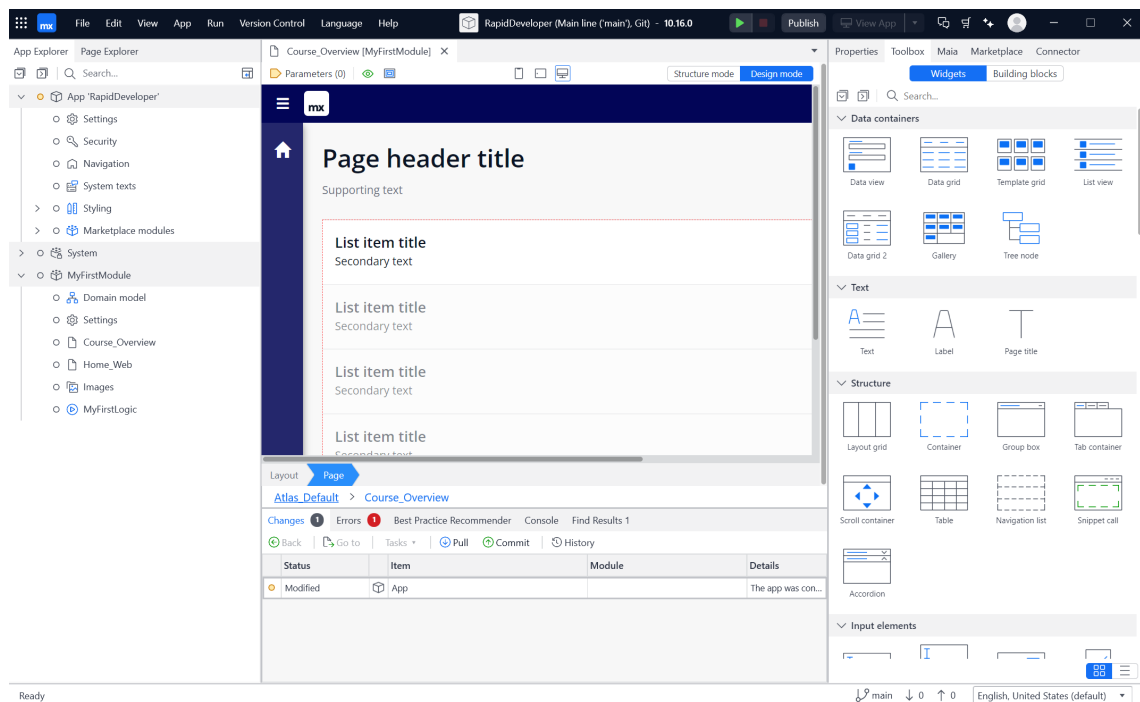 mx File Edit View App Run Version Control Language Help RapidDeveloper (Main line ('main'), Git) - 10.16.0 Publish View App
App Explorer Page Explorer
Search...
App 'RapidDeveloper'
Settings
Security
Navigation
System texts
Styling
Marketplace modules
System
MyFirstModule
Domain model
Settings
Course_Overview
Home_Web
Images
MyFirstLogic
Course_Overview [MyFirstModule]
Parameters (0) Structure mode Design mode
mx
Page header title
Supporting text
List item title
Secondary text
List item title
Secondary text
List item title
Secondary text
List item title
Secondary text
Layout Page
Atlas_Default > Course_Overview
Changes 1 Errors 1 Best Practice Recommender Console Find Results 1
Back Go to Tasks Pull Commit History
Status Item Module Details
Modified App The app was con...
Properties Toolbox Maia Marketplace Connector
Widgets Building blocks
Search...
Data containers
Data view Data grid Template grid List view
Data grid 2 Gallery Tree node
Text
Text Label Page title
Structure
Layout grid Container Group box Tab container
Scroll container Table Navigation list Snippet call
Accordion
Input elements
Ready main 0 0 English, United States (default)